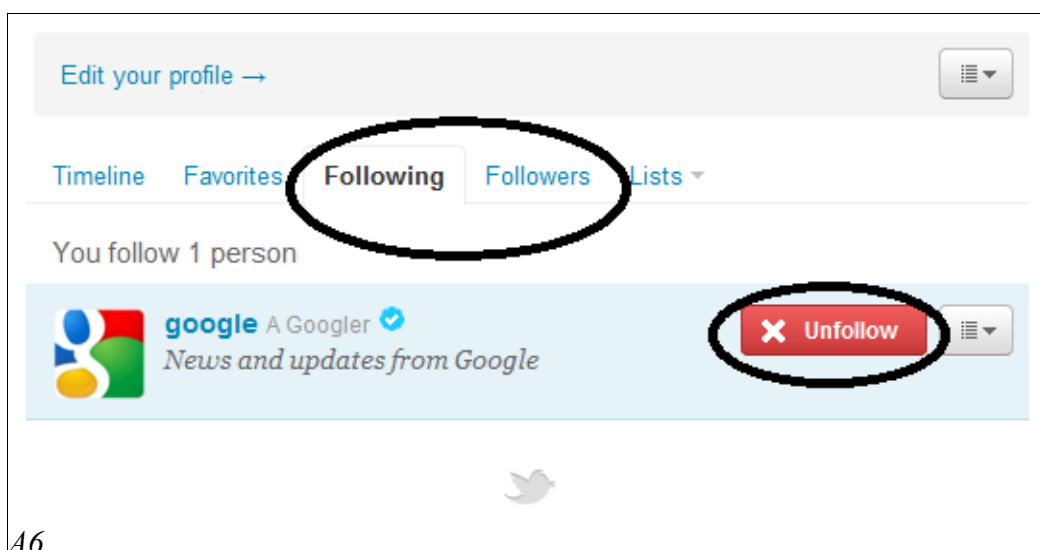 Edit your profile →
Timeline Favorites Following Followers Lists
You follow 1 person
google A Googler
Unfollow
News and updates from Google
A6